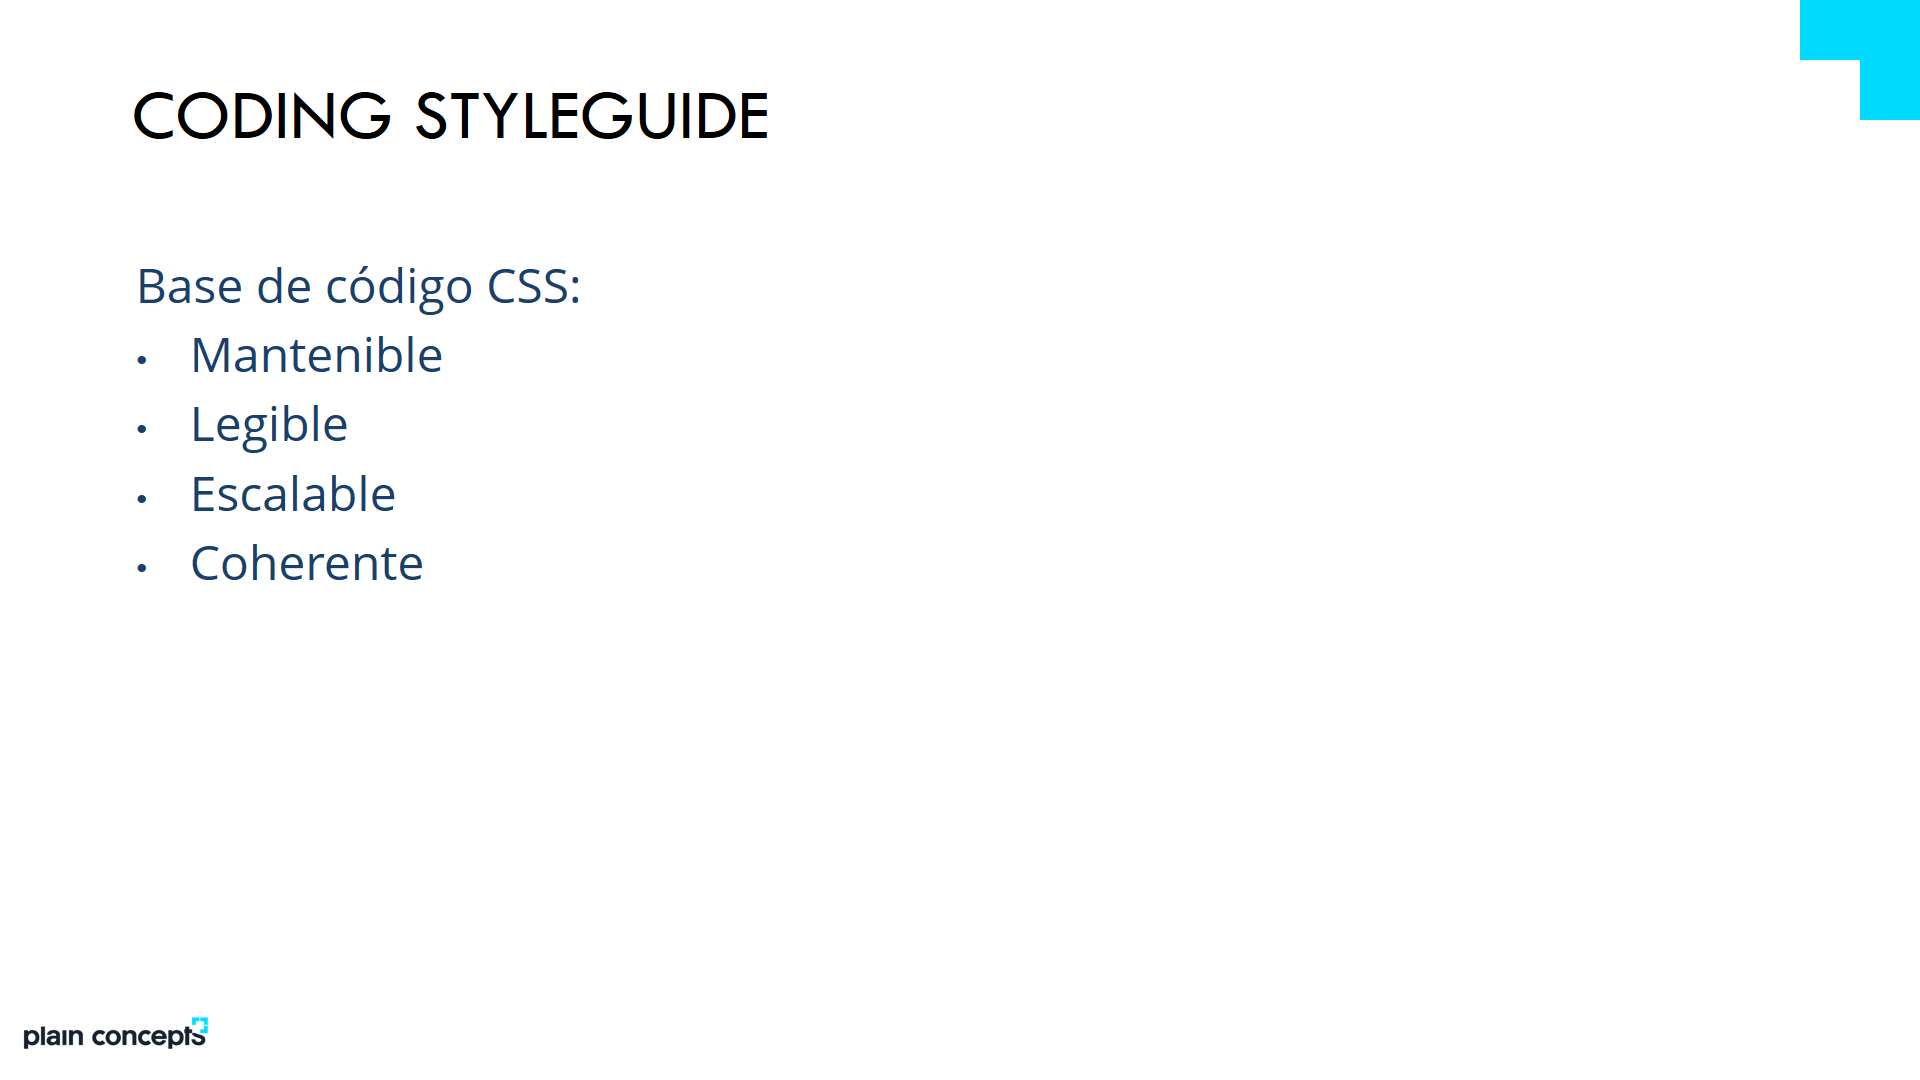 CODING STYLEGUIDE
Base de código CSS:
• Mantenible
• Legible
• Escalable
• Coherente
plain concepts